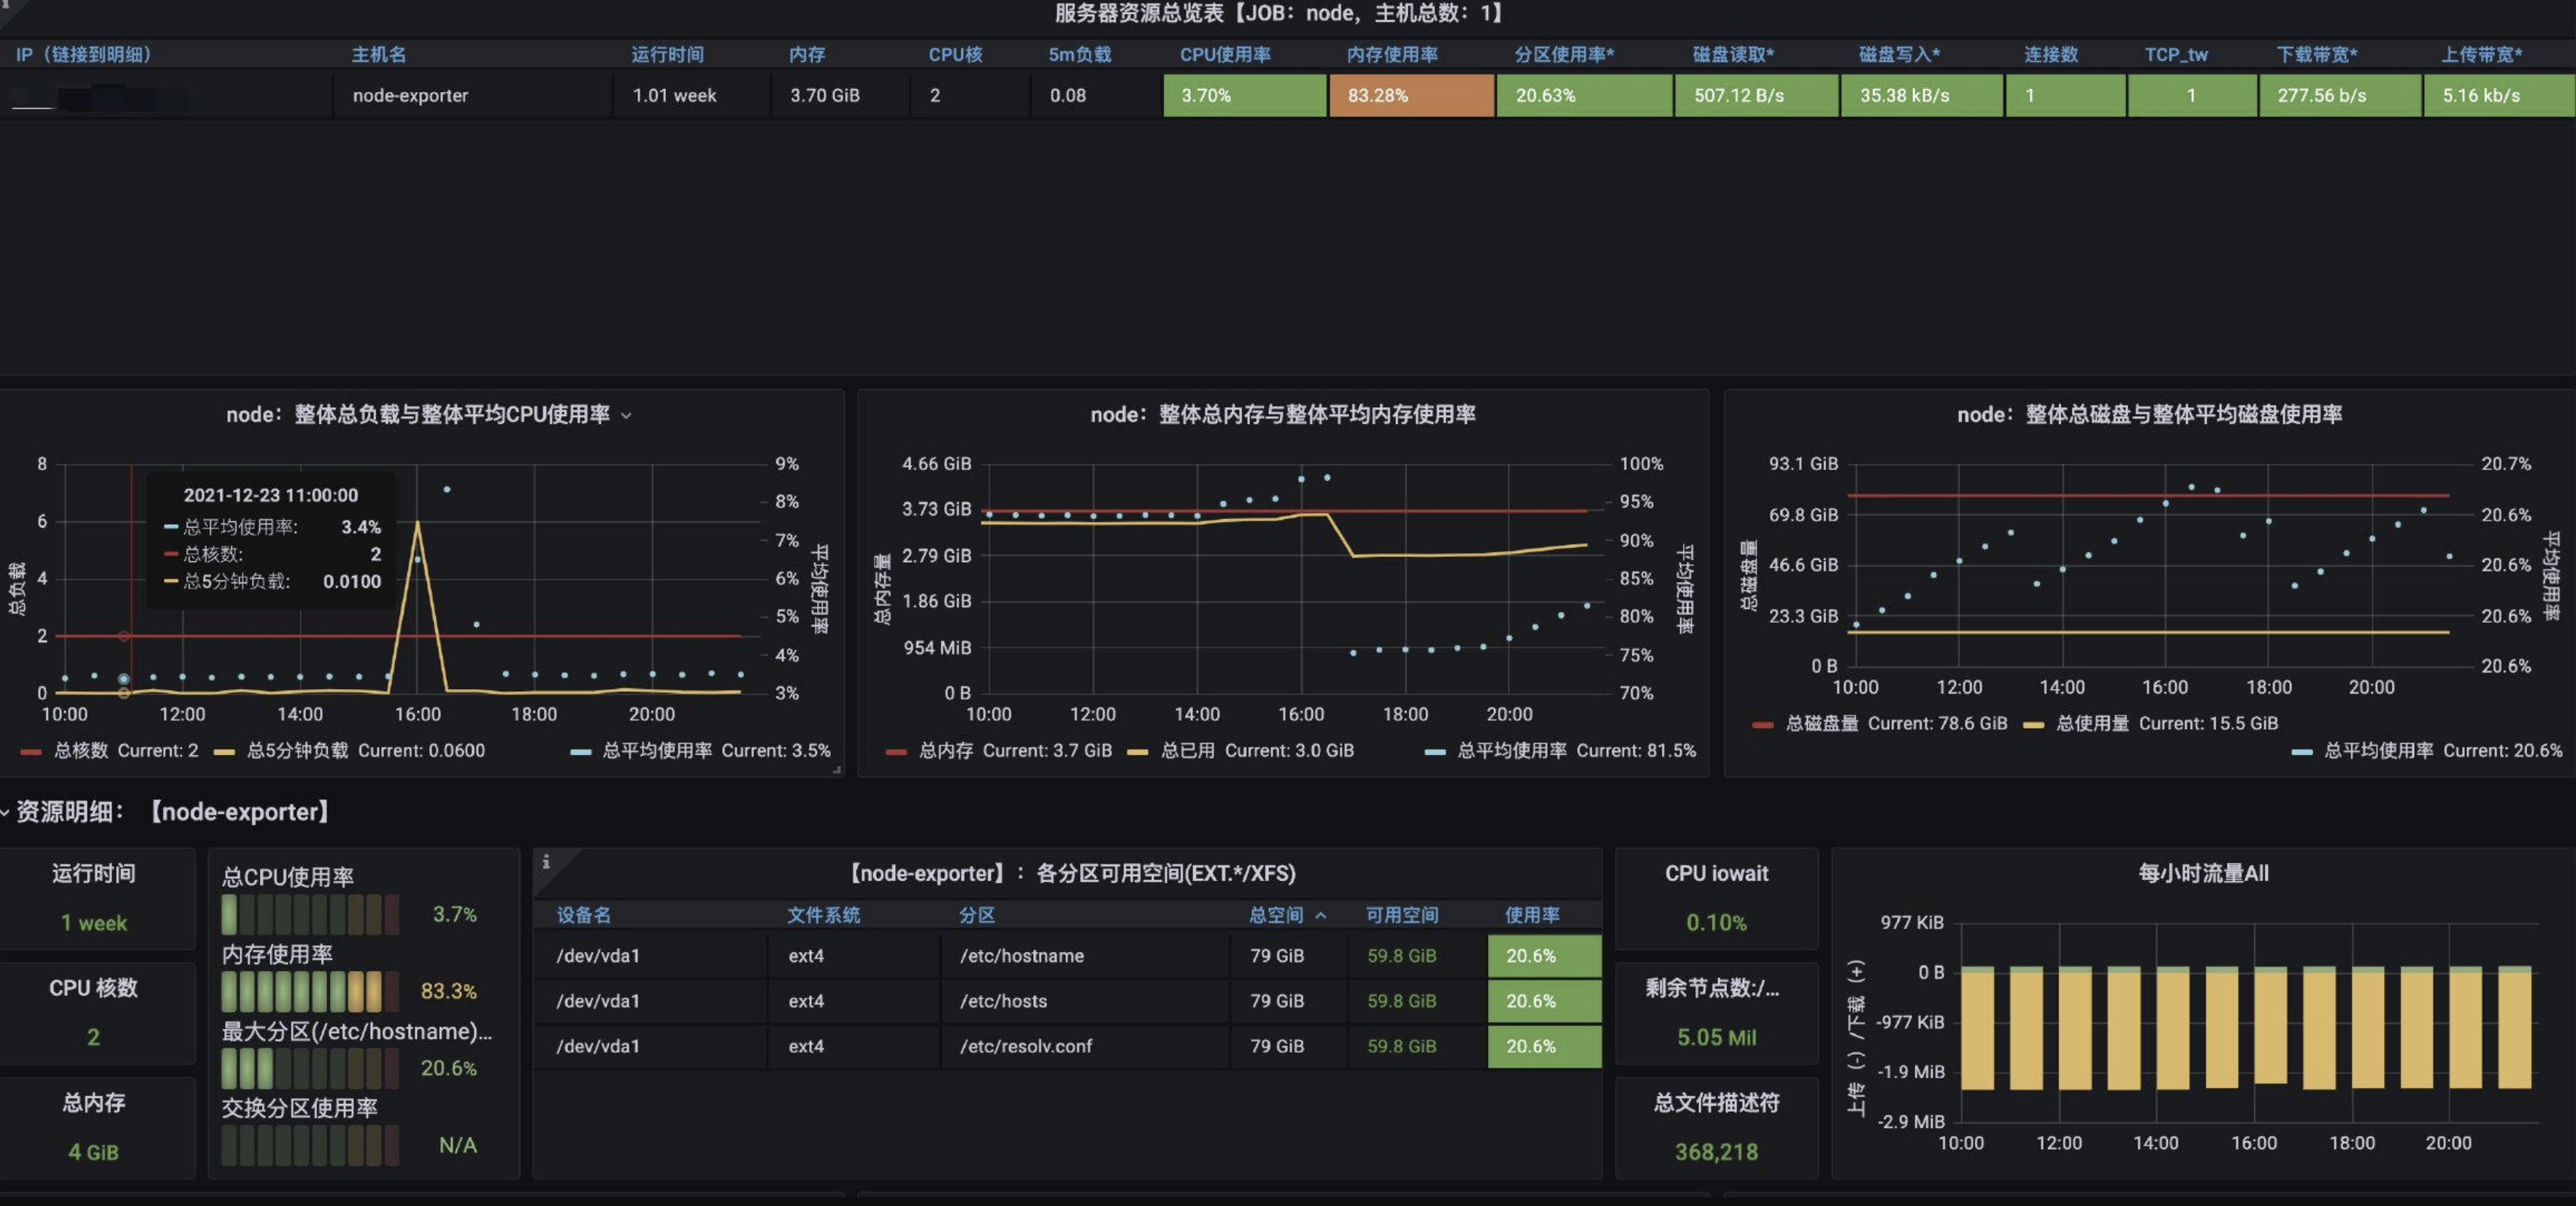 服务器资源总览表【JOB：node，主机总数：1】
IP（链接到明细） 主机名 运行时间 内存 CPU核 5m负载 CPU使用率 内存使用率 分区使用率* 磁盘读取* 磁盘写入* 连接数 TCP_tw 下载带宽* 上传带宽*
node-exporter 1.01 week 3.70 GiB 2 0.08 3.70% 83.28% 20.63% 507.12 B/s 35.38 kB/s 1 1 277.56 b/s 5.16 kb/s
node：整体总负载与整体平均CPU使用率
8
6
4
2
0
总负载
9%
8%
7%
6%
5%
4%
3%
平均使用率
2021-12-23 11:00:00
总平均使用率: 3.4%
总核数: 2
总5分钟负载: 0.0100
10:00 12:00 14:00 16:00 18:00 20:00
总核数 Current: 2 总5分钟负载 Current: 0.0600 总平均使用率 Current: 3.5%
node：整体总内存与整体平均内存使用率
4.66 GiB
3.73 GiB
2.79 GiB
1.86 GiB
954 MiB
0 B
总内存量
100%
95%
90%
85%
80%
75%
70%
平均使用率
10:00 12:00 14:00 16:00 18:00 20:00
总内存 Current: 3.7 GiB 总已用 Current: 3.0 GiB 总平均使用率 Current: 81.5%
node：整体总磁盘与整体平均磁盘使用率
93.1 GiB
69.8 GiB
46.6 GiB
23.3 GiB
0 B
总磁盘量
20.7%
20.6%
20.6%
20.6%
20.6%
平均使用率
10:00 12:00 14:00 16:00 18:00 20:00
总磁盘量 Current: 78.6 GiB 总使用量 Current: 15.5 GiB
总平均使用率 Current: 20.6%
资源明细：【node-exporter】
运行时间
1 week
CPU 核数
2
总内存
4 GiB
总CPU使用率
3.7%
内存使用率
83.3%
最大分区(/etc/hostname)...
20.6%
交换分区使用率
N/A
【node-exporter】：各分区可用空间(EXT.*/XFS)
设备名 文件系统 分区 总空间 可用空间 使用率
/dev/vda1 ext4 /etc/hostname 79 GiB 59.8 GiB 20.6%
/dev/vda1 ext4 /etc/hosts 79 GiB 59.8 GiB 20.6%
/dev/vda1 ext4 /etc/resolv.conf 79 GiB 59.8 GiB 20.6%
CPU iowait
0.10%
剩余节点数:/...
5.05 Mil
总文件描述符
368,218
每小时流量All
977 KiB
0 B
-977 KiB
-1.9 MiB
-2.9 MiB
上传（-）/下载（+）
10:00 12:00 14:00 16:00 18:00 20:00